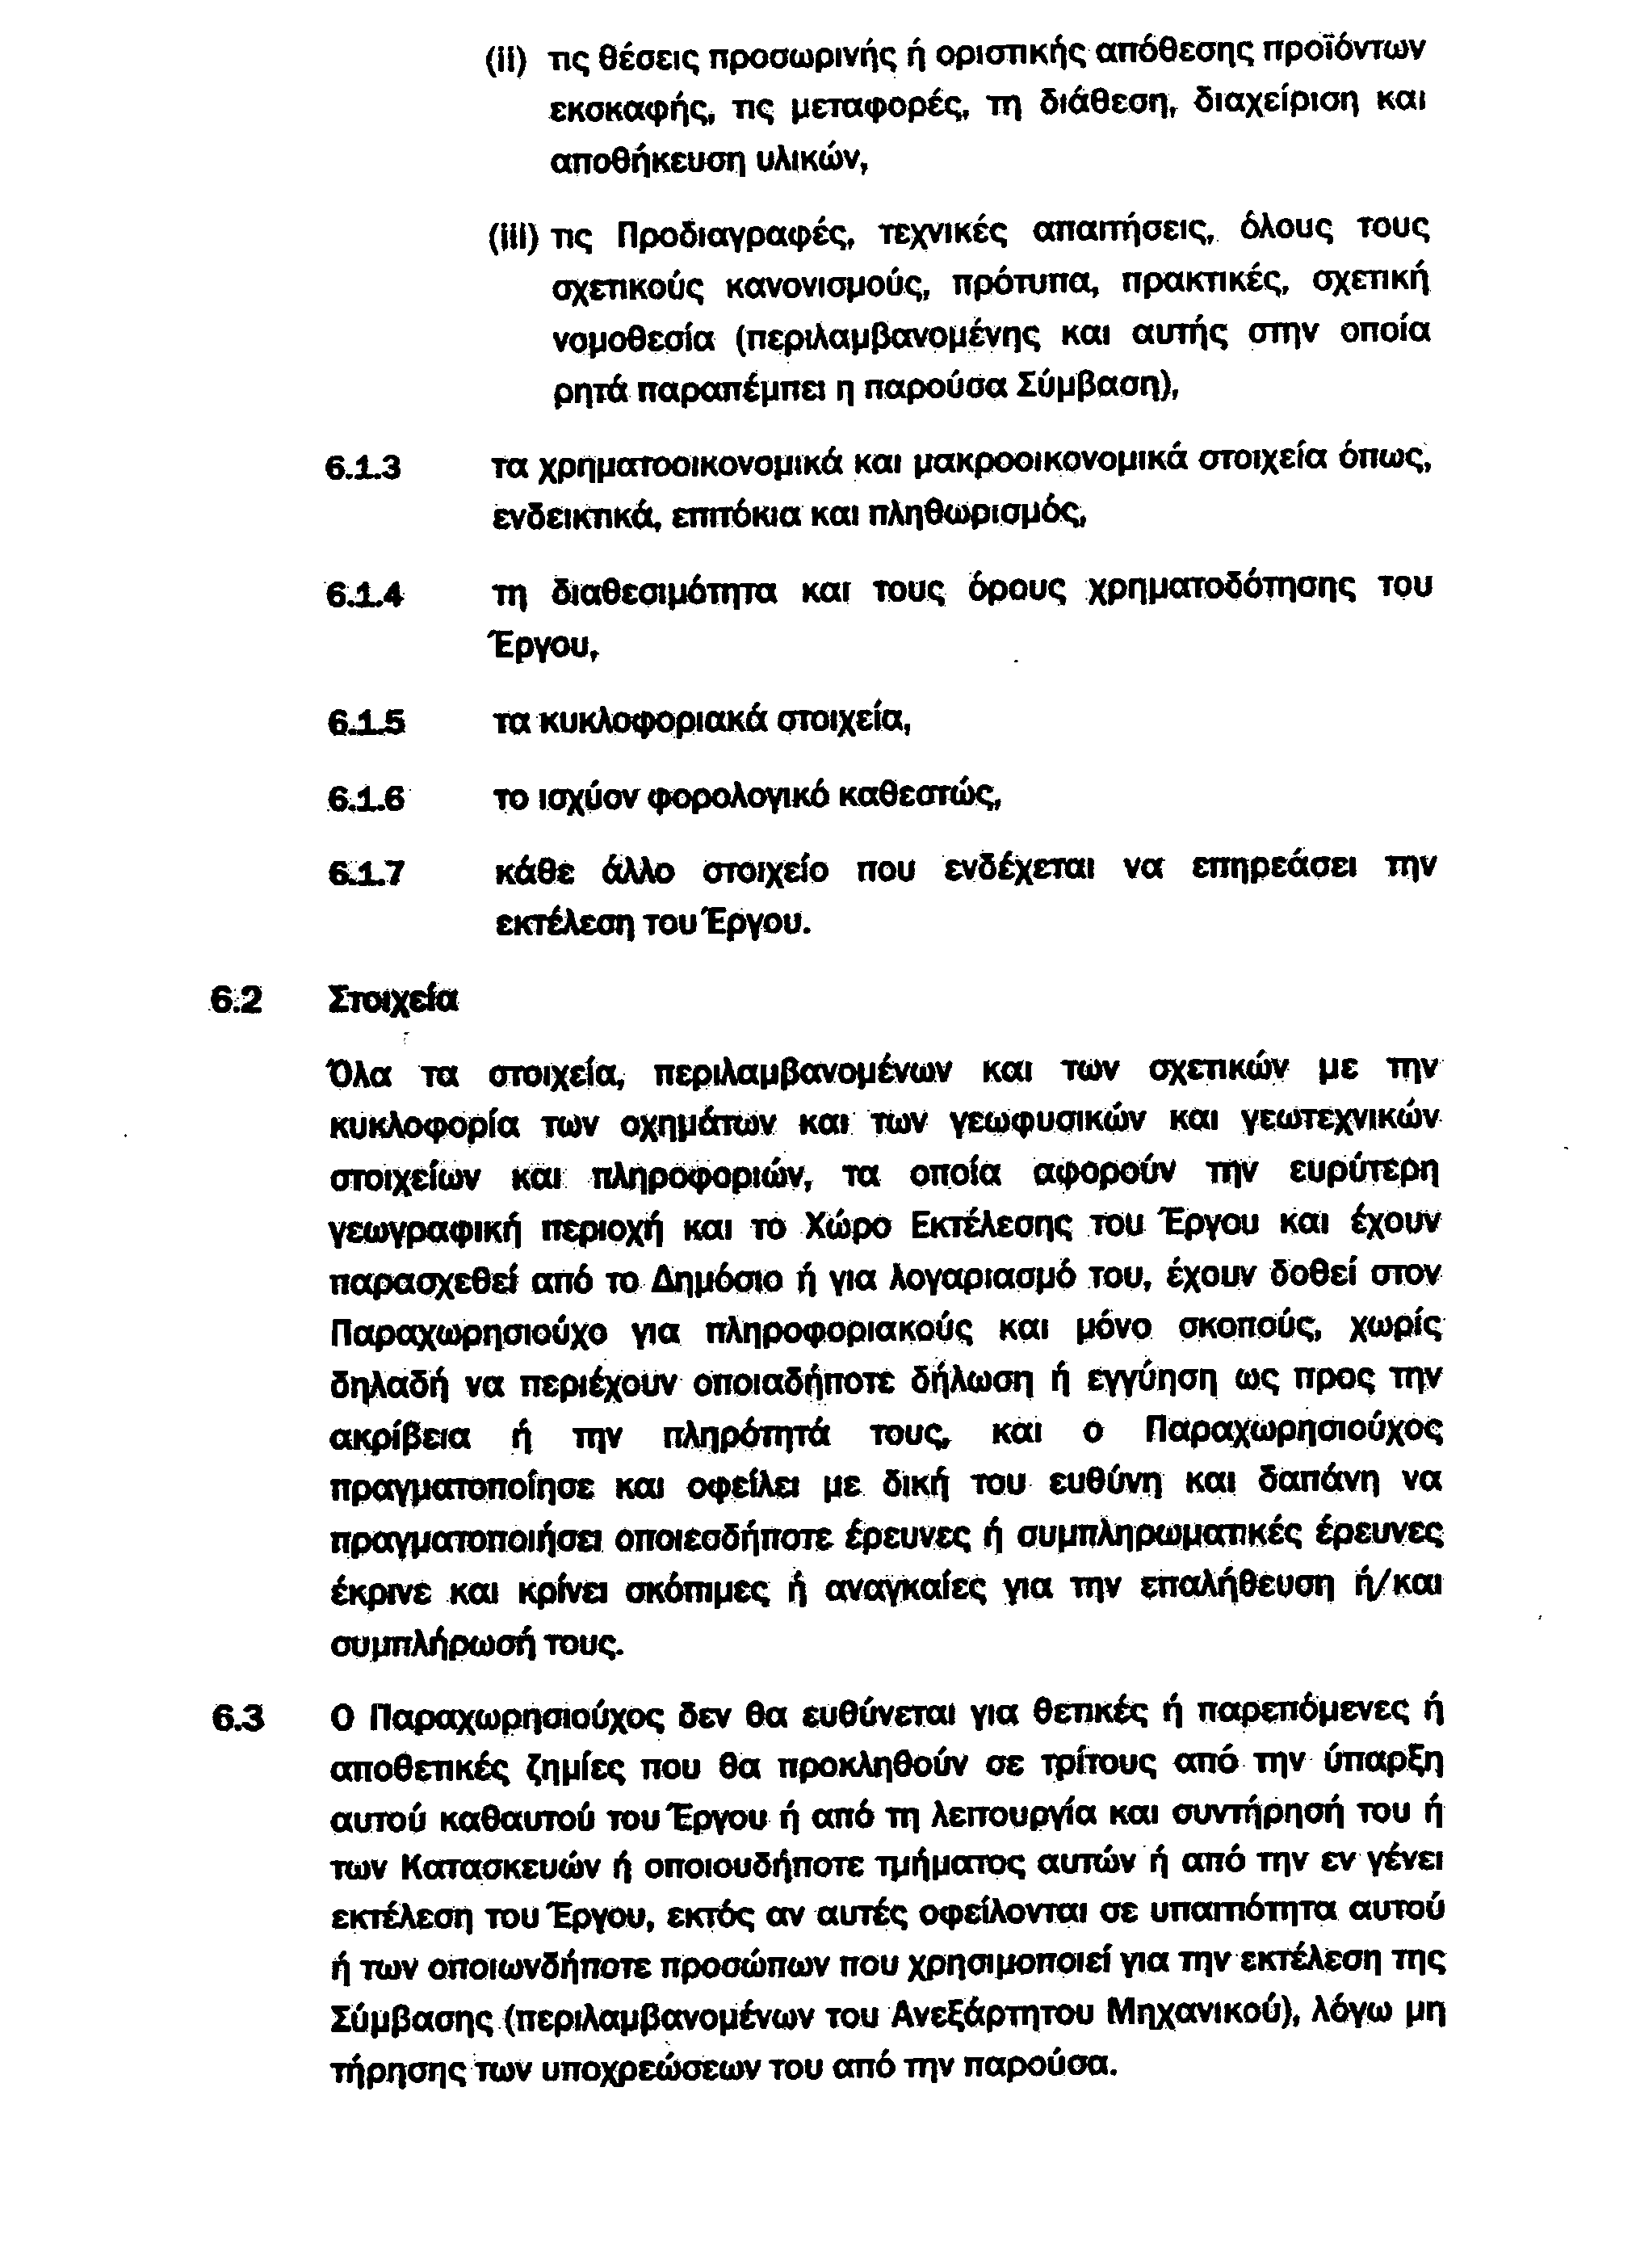 (ii) τις θέσεις προσωρινής ή οριστικής απόθεσης προϊόντων
εκσκαφής, τις μεταφορές, τη διάθεση, διαχείριση και
αποθήκευση υλικών,
(iii) τις Προδιαγραφές, τεχνικές απαιτήσεις, όλους τους
σχετικούς κανονισμούς, πρότυπα, πρακτικές, σχετική
νομοθεσία (περιλαμβανομένης και αυτής στην οποία
ρητά παραπέμπει η παρούσα Σύμβαση),
6.1.3 τα χρηματοοικονομικά και μακροοικονομικά στοιχεία όπως,
ενδεικτικά, επιτόκια και πληθωρισμός,
6.1.4 τη διαθεσιμότητα και τους όρους χρηματοδότησης του
Έργου,
6.1.5 τα κυκλοφοριακά στοιχεία,
6.1.6 το ισχύον φορολογικό καθεστώς,
6.1.7 κάθε άλλο στοιχείο που ενδέχεται να επηρεάσει την
εκτέλεση του Έργου.
6.2 Στοιχεία
Όλα τα στοιχεία, περιλαμβανομένων και των σχετικών με την
κυκλοφορία των οχημάτων και των γεωφυσικών και γεωτεχνικών
στοιχείων και πληροφοριών, τα οποία αφορούν την ευρύτερη
γεωγραφική περιοχή και το Χώρο Εκτέλεσης του Έργου και έχουν
παρασχεθεί από το Δημόσιο ή για λογαριασμό του, έχουν δοθεί στον
Παραχωρησιούχο για πληροφοριακούς και μόνο σκοπούς, χωρίς
δηλαδή να περιέχουν οποιαδήποτε δήλωση ή εγγύηση ως προς την
ακρίβεια ή την πληρότητά τους, και ο Παραχωρησιούχος
πραγματοποίησε και οφείλει με δική του ευθύνη και δαπάνη να
πραγματοποιήσει οποιεσδήποτε έρευνες ή συμπληρωματικές έρευνες
έκρινε και κρίνει σκόπιμες ή αναγκαίες για την επαλήθευση ή/και
συμπλήρωσή τους.
6.3 Ο Παραχωρησιούχος δεν θα ευθύνεται για θετικές ή παρεπόμενες ή
αποθετικές ζημίες που θα προκληθούν σε τρίτους από την ύπαρξη
αυτού καθαυτού του Έργου ή από τη λειτουργία και συντήρησή του ή
των Κατασκευών ή οποιουδήποτε τμήματος αυτών ή από την εν γένει
εκτέλεση του Έργου, εκτός αν αυτές οφείλονται σε υπαιτιότητα αυτού
ή των οποιωνδήποτε προσώπων που χρησιμοποιεί για την εκτέλεση της
Σύμβασης (περιλαμβανομένων του Ανεξάρτητου Μηχανικού), λόγω μη
τήρησης των υποχρεώσεων του από την παρούσα.